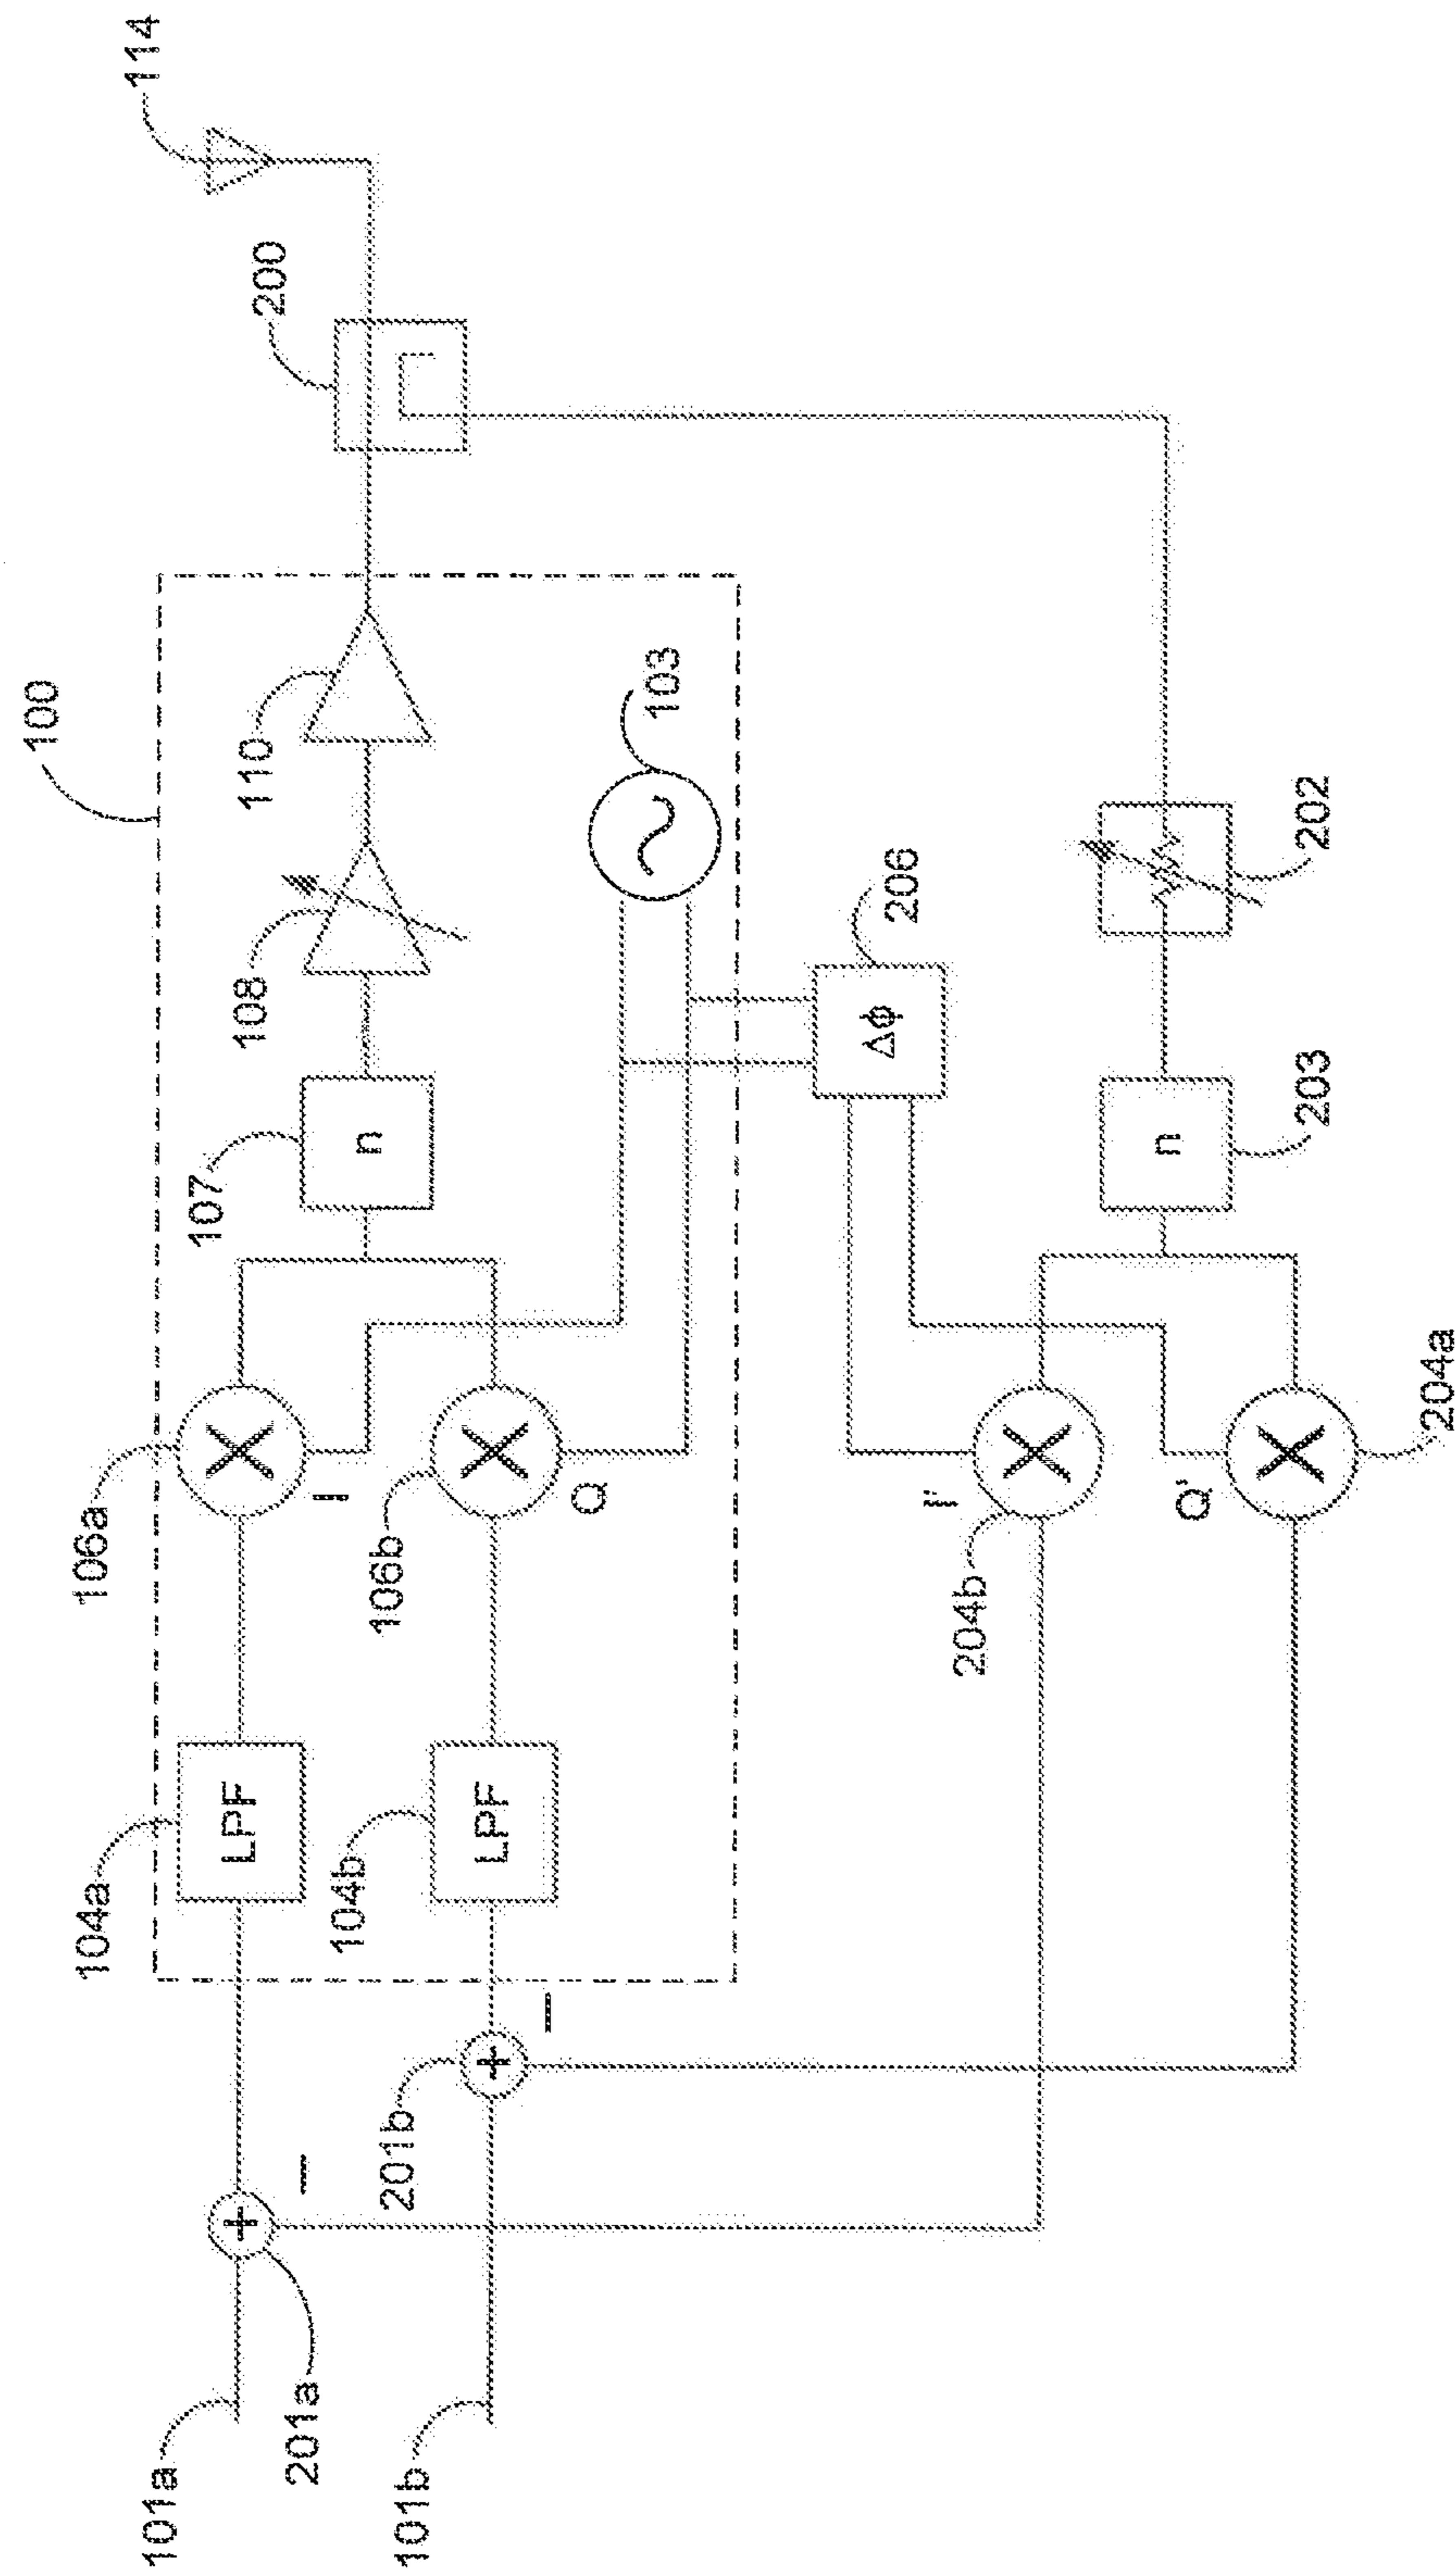 100
114
200
110
108
107
n
106a
I
106b
Q
103
104a
LPF
104b
LPF
101a
+
−
201a
101b
201b
+
−
206
Δϕ
202
203
n
204b
I'
204a
Q'